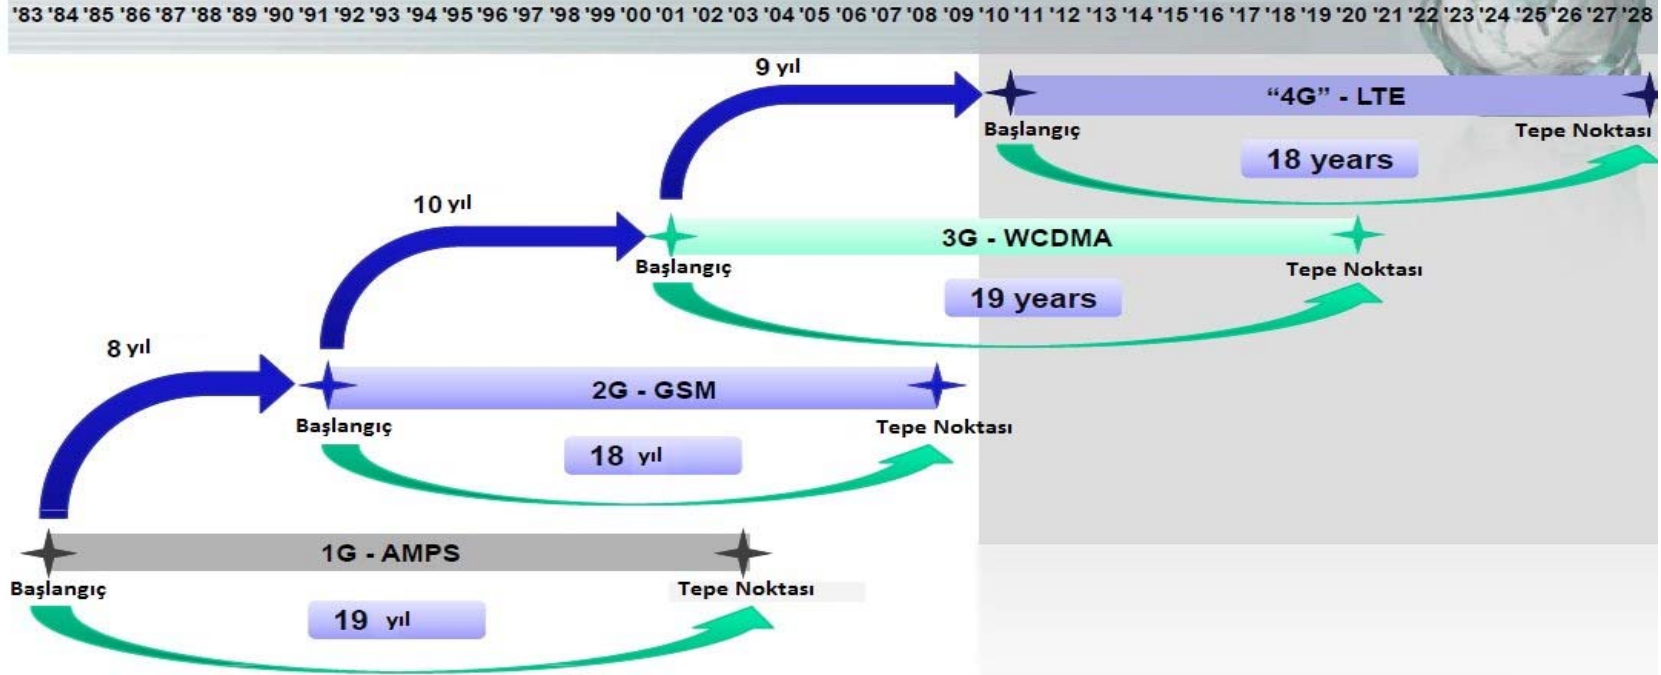 '83 '84 '85 '86 '87 '88 '89 '90 '91 '92 '93 '94 '95 '96 '97 '98 '99 '00 '01 '02 '03 '04 '05 '06 '07 '08 '09 '10 '11 '12 '13 '14 '15 '16 '17 '18 '19 '20 '21 '22 '23 '24 '25 '26 '27 '28
9 yıl
“4G” - LTE
Başlangıç
Tepe Noktası
18 years
10 yıl
3G - WCDMA
Başlangıç
Tepe Noktası
19 years
8 yıl
2G - GSM
Başlangıç
Tepe Noktası
18 yıl
1G - AMPS
Başlangıç
Tepe Noktası
19 yıl